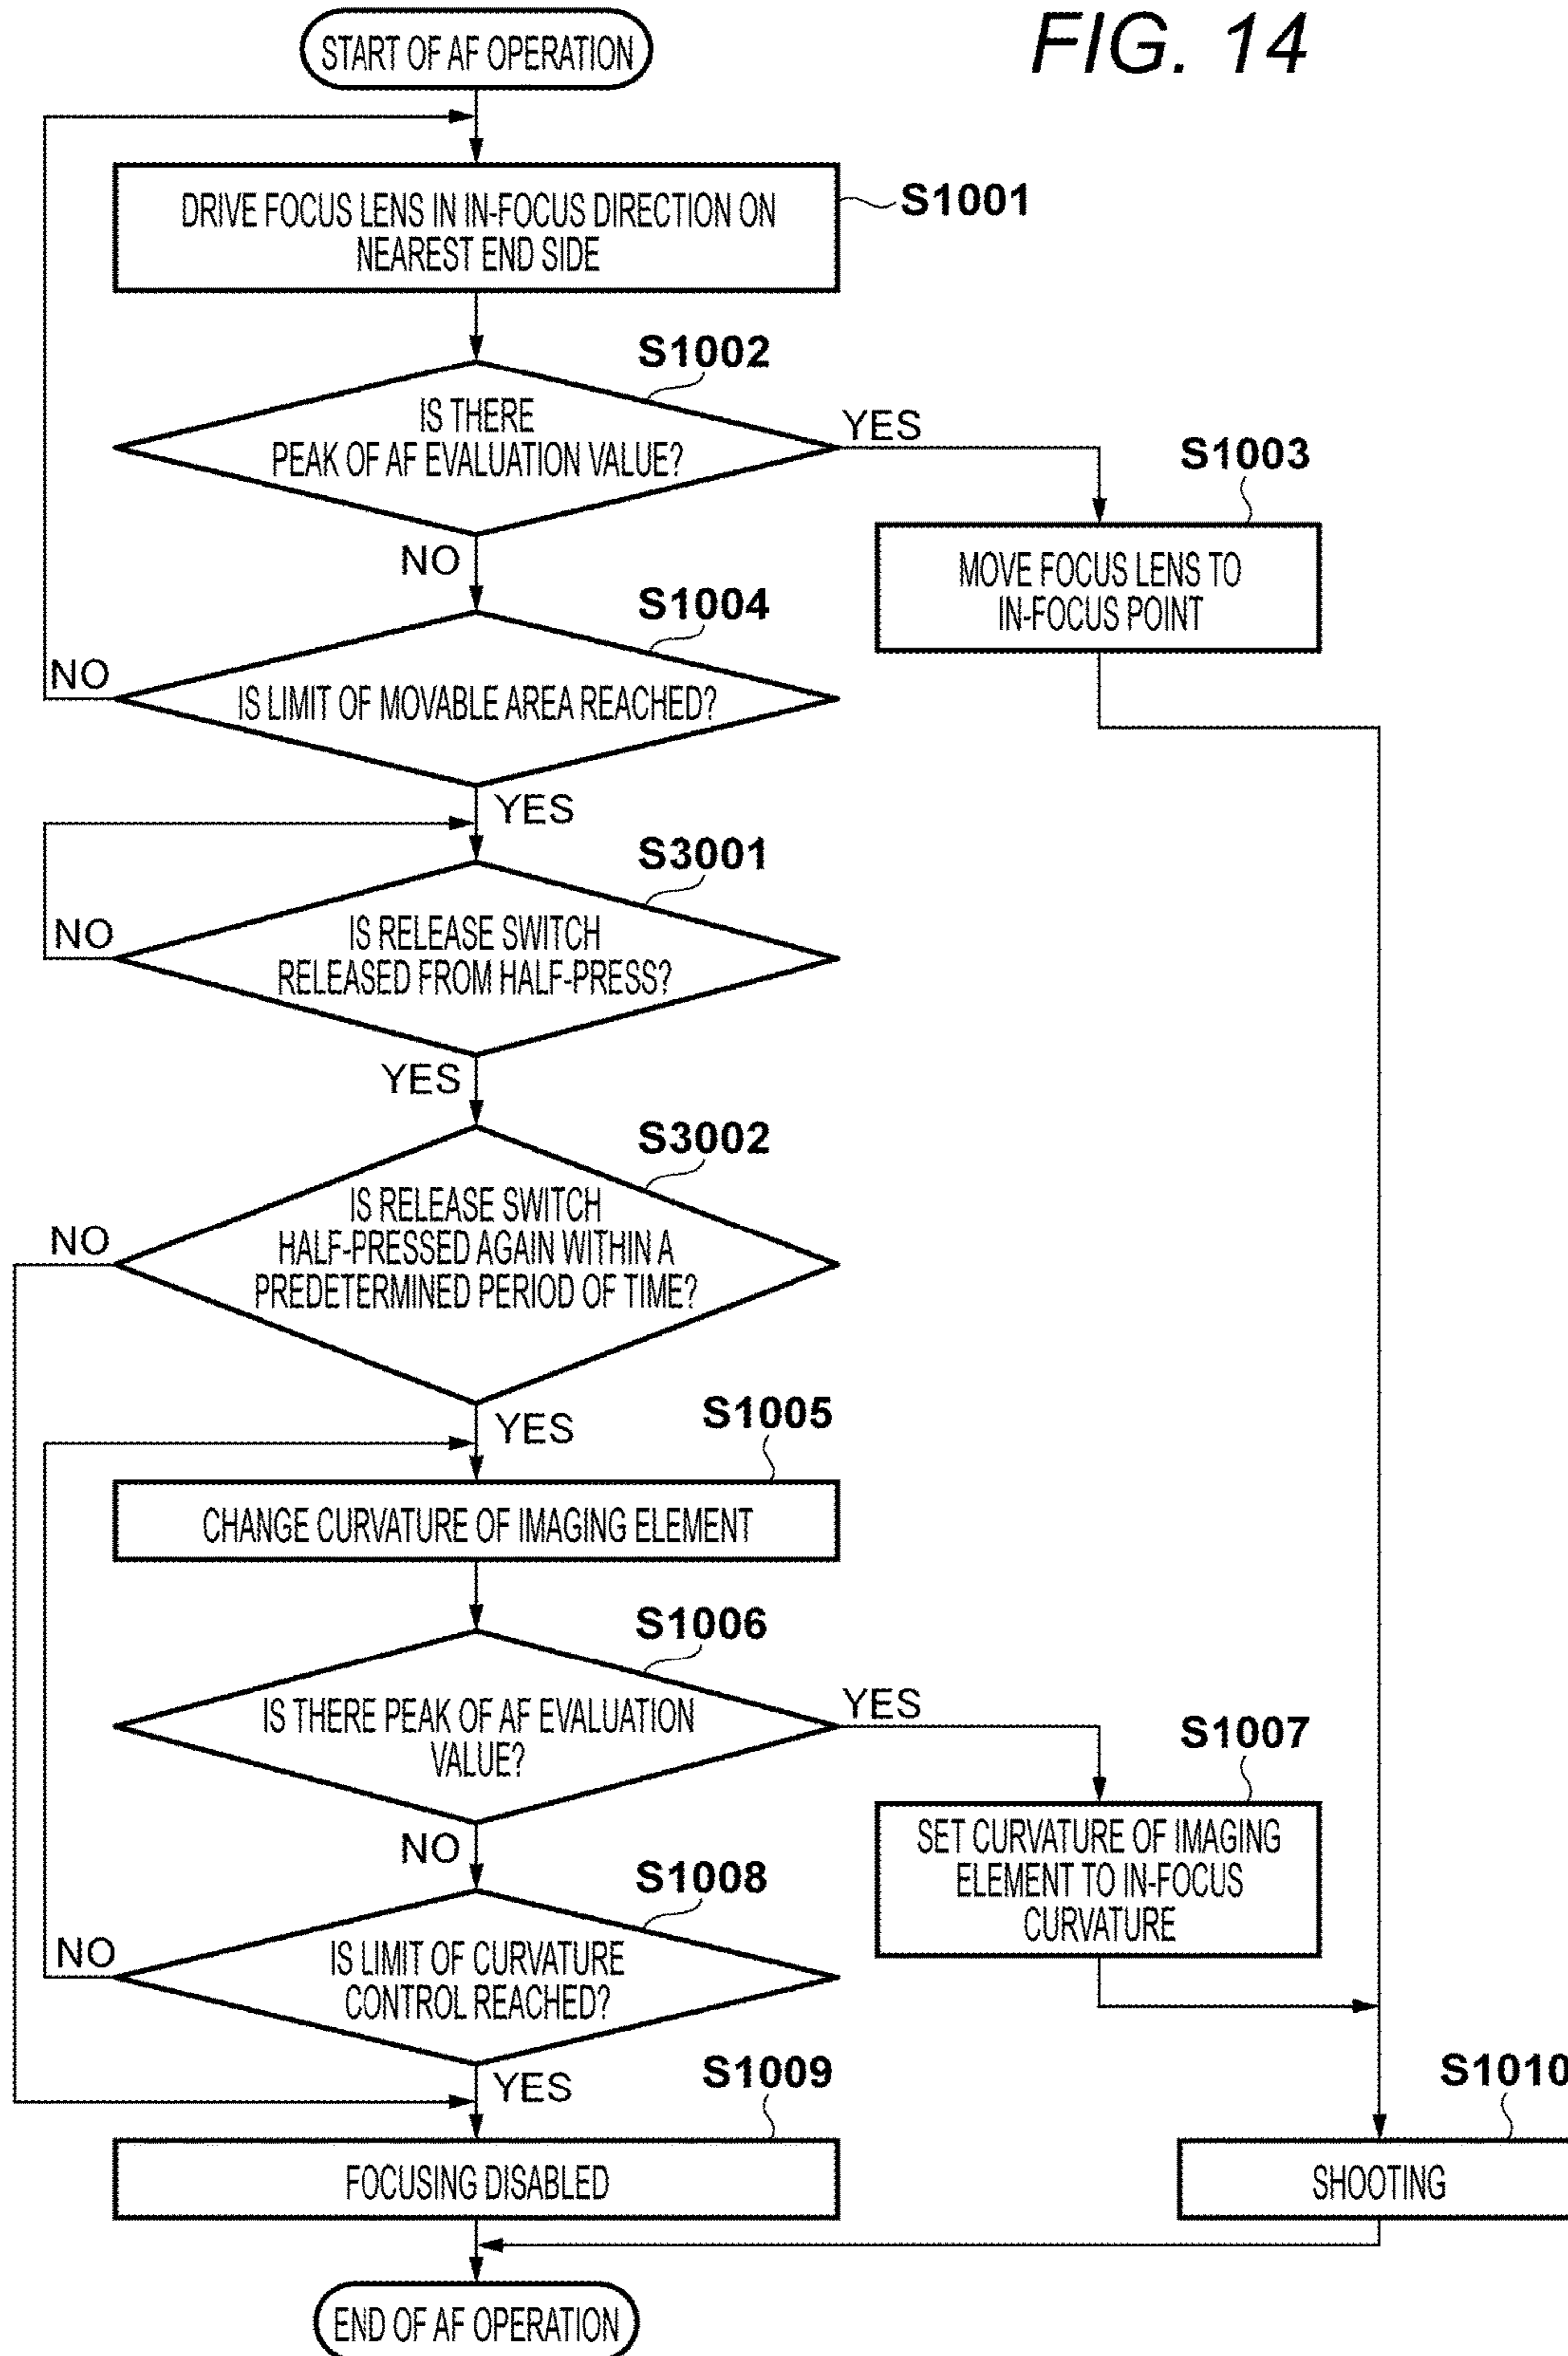 FIG. 14
START OF AF OPERATION
DRIVE FOCUS LENS IN IN-FOCUS DIRECTION ON
NEAREST END SIDE
S1001
S1002
IS THERE
PEAK OF AF EVALUATION VALUE?
YES
NO
S1003
MOVE FOCUS LENS TO
IN-FOCUS POINT
S1004
IS LIMIT OF MOVABLE AREA REACHED?
NO
YES
S3001
IS RELEASE SWITCH
RELEASED FROM HALF-PRESS?
NO
YES
S3002
IS RELEASE SWITCH
HALF-PRESSED AGAIN WITHIN A
PREDETERMINED PERIOD OF TIME?
NO
YES
S1005
CHANGE CURVATURE OF IMAGING ELEMENT
S1006
IS THERE PEAK OF AF EVALUATION
VALUE?
YES
NO
S1007
SET CURVATURE OF IMAGING
ELEMENT TO IN-FOCUS
CURVATURE
S1008
IS LIMIT OF CURVATURE
CONTROL REACHED?
NO
YES
S1009
FOCUSING DISABLED
S1010
SHOOTING
END OF AF OPERATION